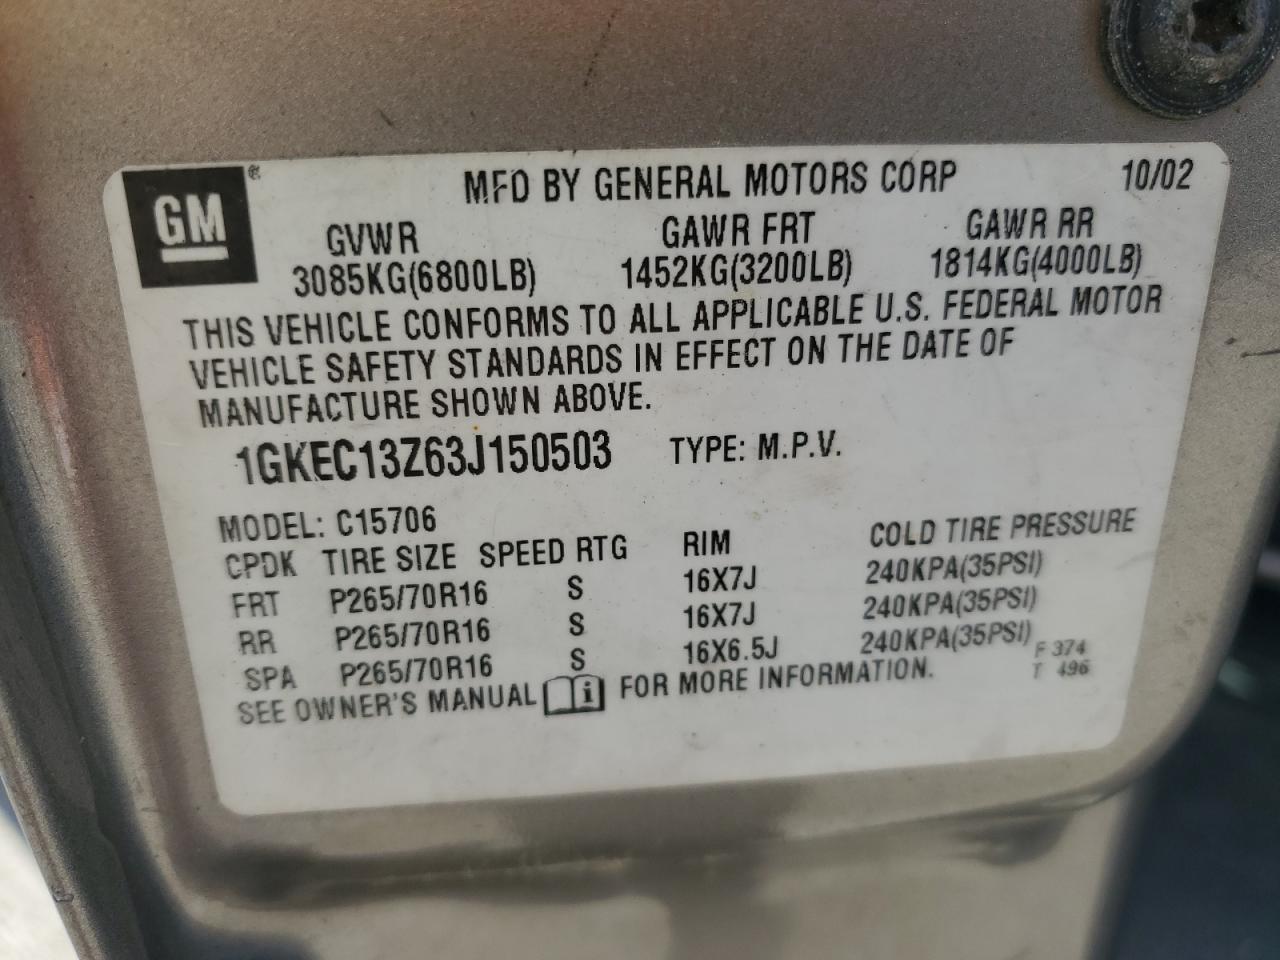 GM®
MFD BY GENERAL MOTORS CORP 10/02
GVWR GAWR FRT GAWR RR
3085KG(6800LB) 1452KG(3200LB) 1814KG(4000LB)
THIS VEHICLE CONFORMS TO ALL APPLICABLE U.S. FEDERAL MOTOR
VEHICLE SAFETY STANDARDS IN EFFECT ON THE DATE OF
MANUFACTURE SHOWN ABOVE.
1GKEC13Z63J150503 TYPE: M.P.V.
MODEL: C15706
CPDK TIRE SIZE SPEED RTG RIM COLD TIRE PRESSURE
FRT P265/70R16 S 16X7J 240KPA(35PSI)
RR P265/70R16 S 16X7J 240KPA(35PSI)
SPA P265/70R16 S 16X6.5J 240KPA(35PSI)
F 374
T 496
SEE OWNER'S MANUAL i FOR MORE INFORMATION.